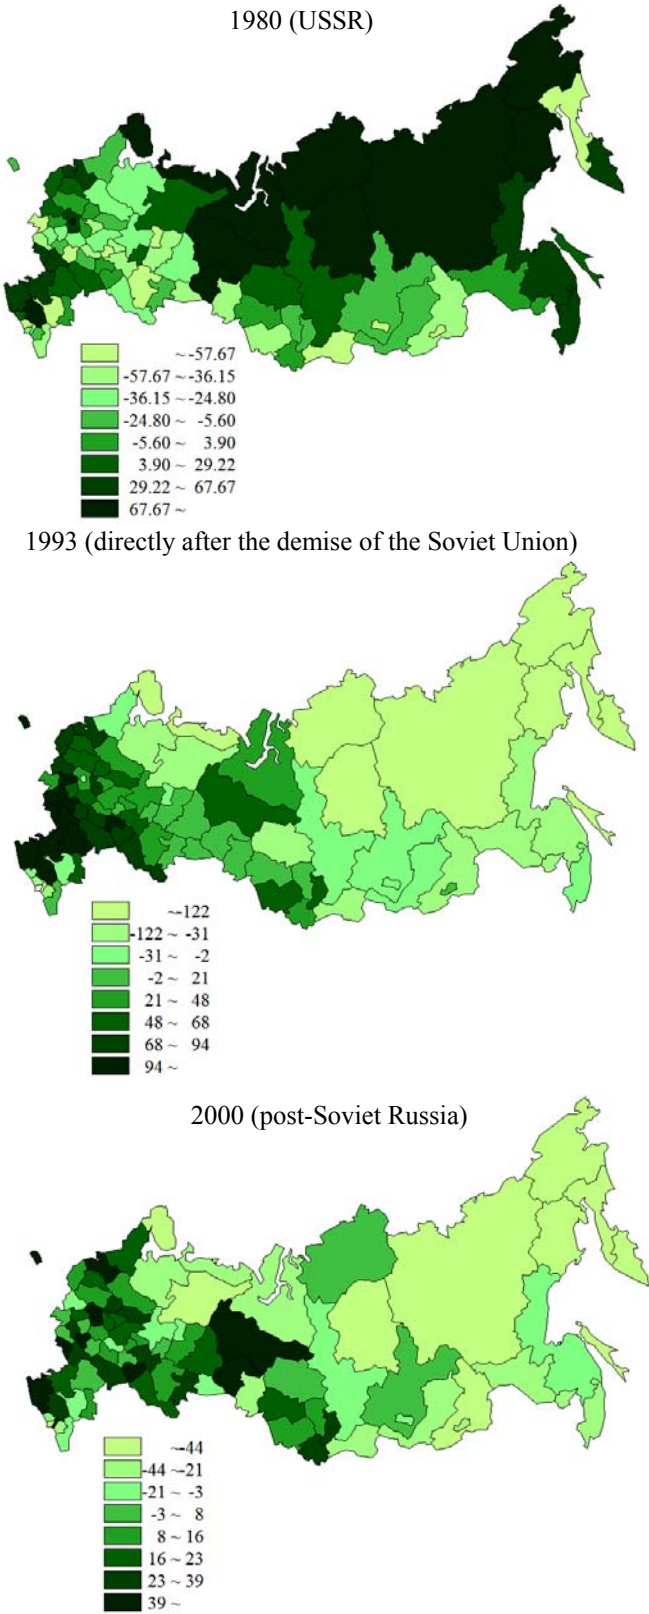 1980 (USSR)
~ -57.67
-57.67 ~ -36.15
-36.15 ~ -24.80
-24.80 ~ -5.60
-5.60 ~ 3.90
3.90 ~ 29.22
29.22 ~ 67.67
67.67 ~
1993 (directly after the demise of the Soviet Union)
~-122
-122 ~ -31
-31 ~ -2
-2 ~ 21
21 ~ 48
48 ~ 68
68 ~ 94
94 ~
2000 (post-Soviet Russia)
~-44
-44 ~-21
-21 ~ -3
-3 ~ 8
8 ~ 16
16 ~ 23
23 ~ 39
39 ~